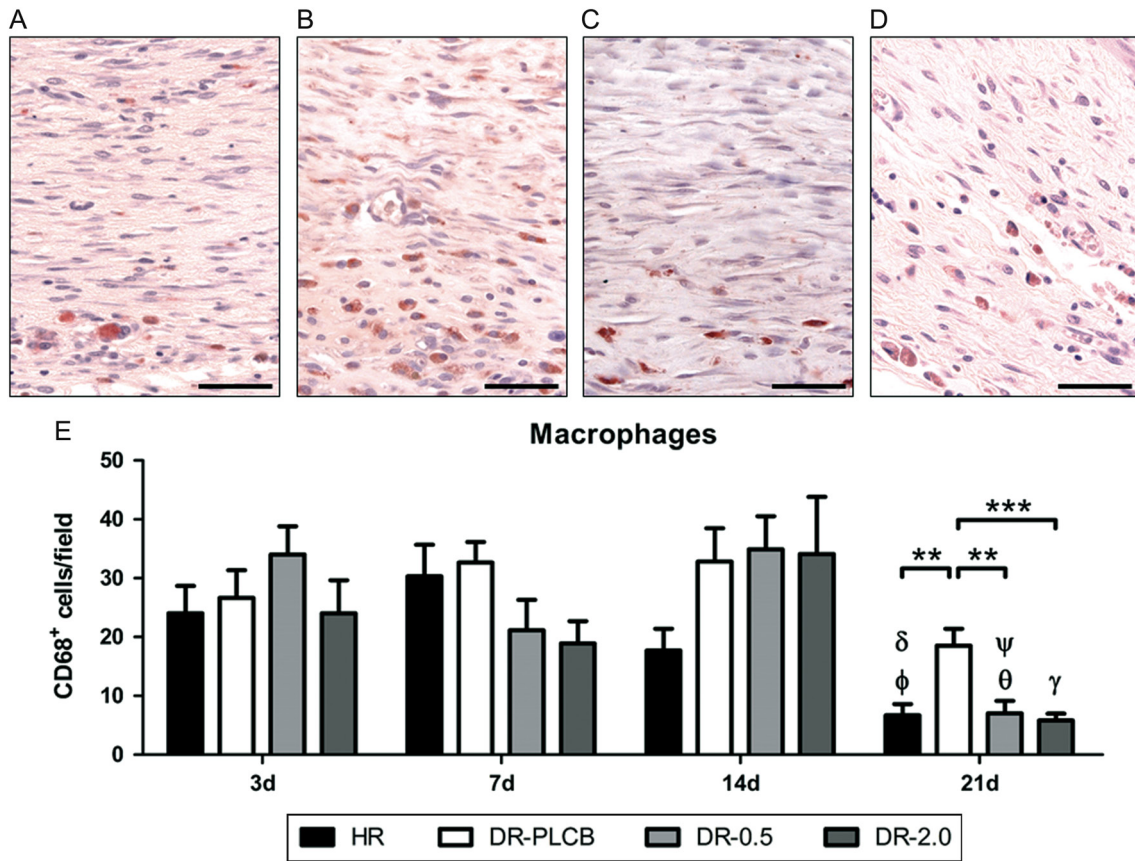 A B C D
E
Macrophages
CD68+ cells/field
50
40
30
20
10
0
***
** **
δ ψ
ϕ θ γ
3d 7d 14d 21d
HR DR-PLCB DR-0.5 DR-2.0